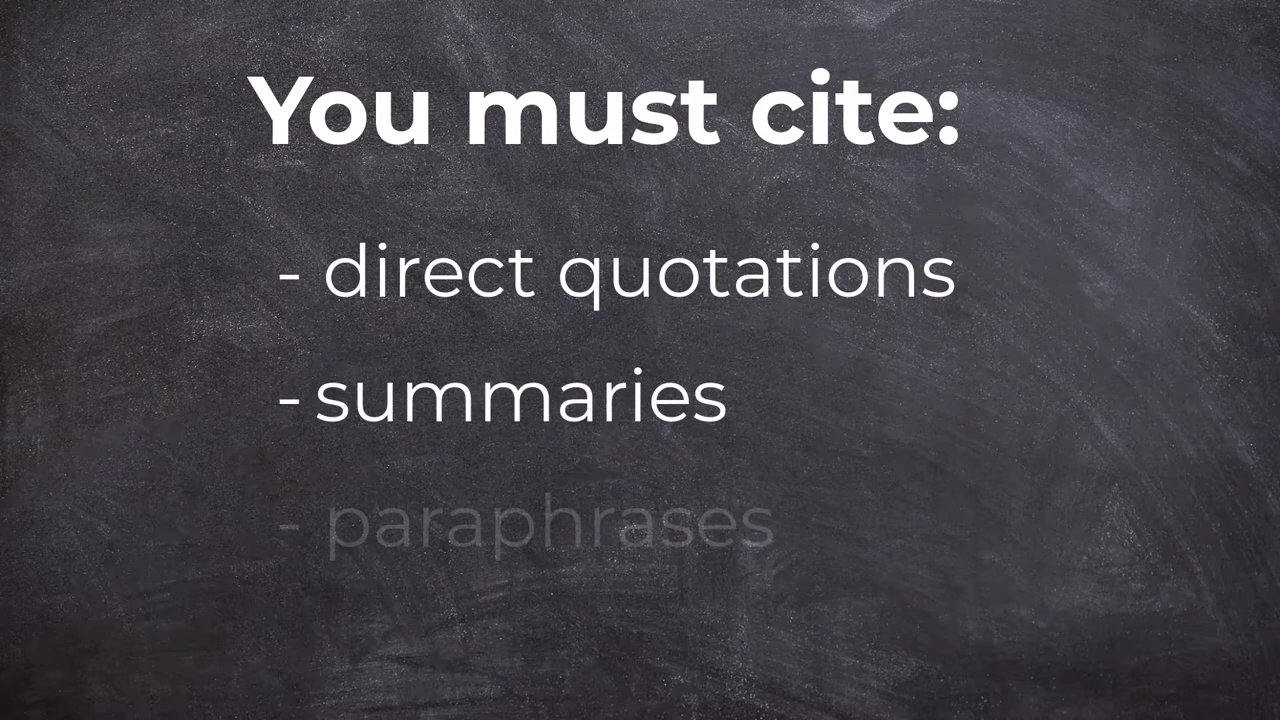 You must cite:
- direct quotations
- summaries
- paraphrases